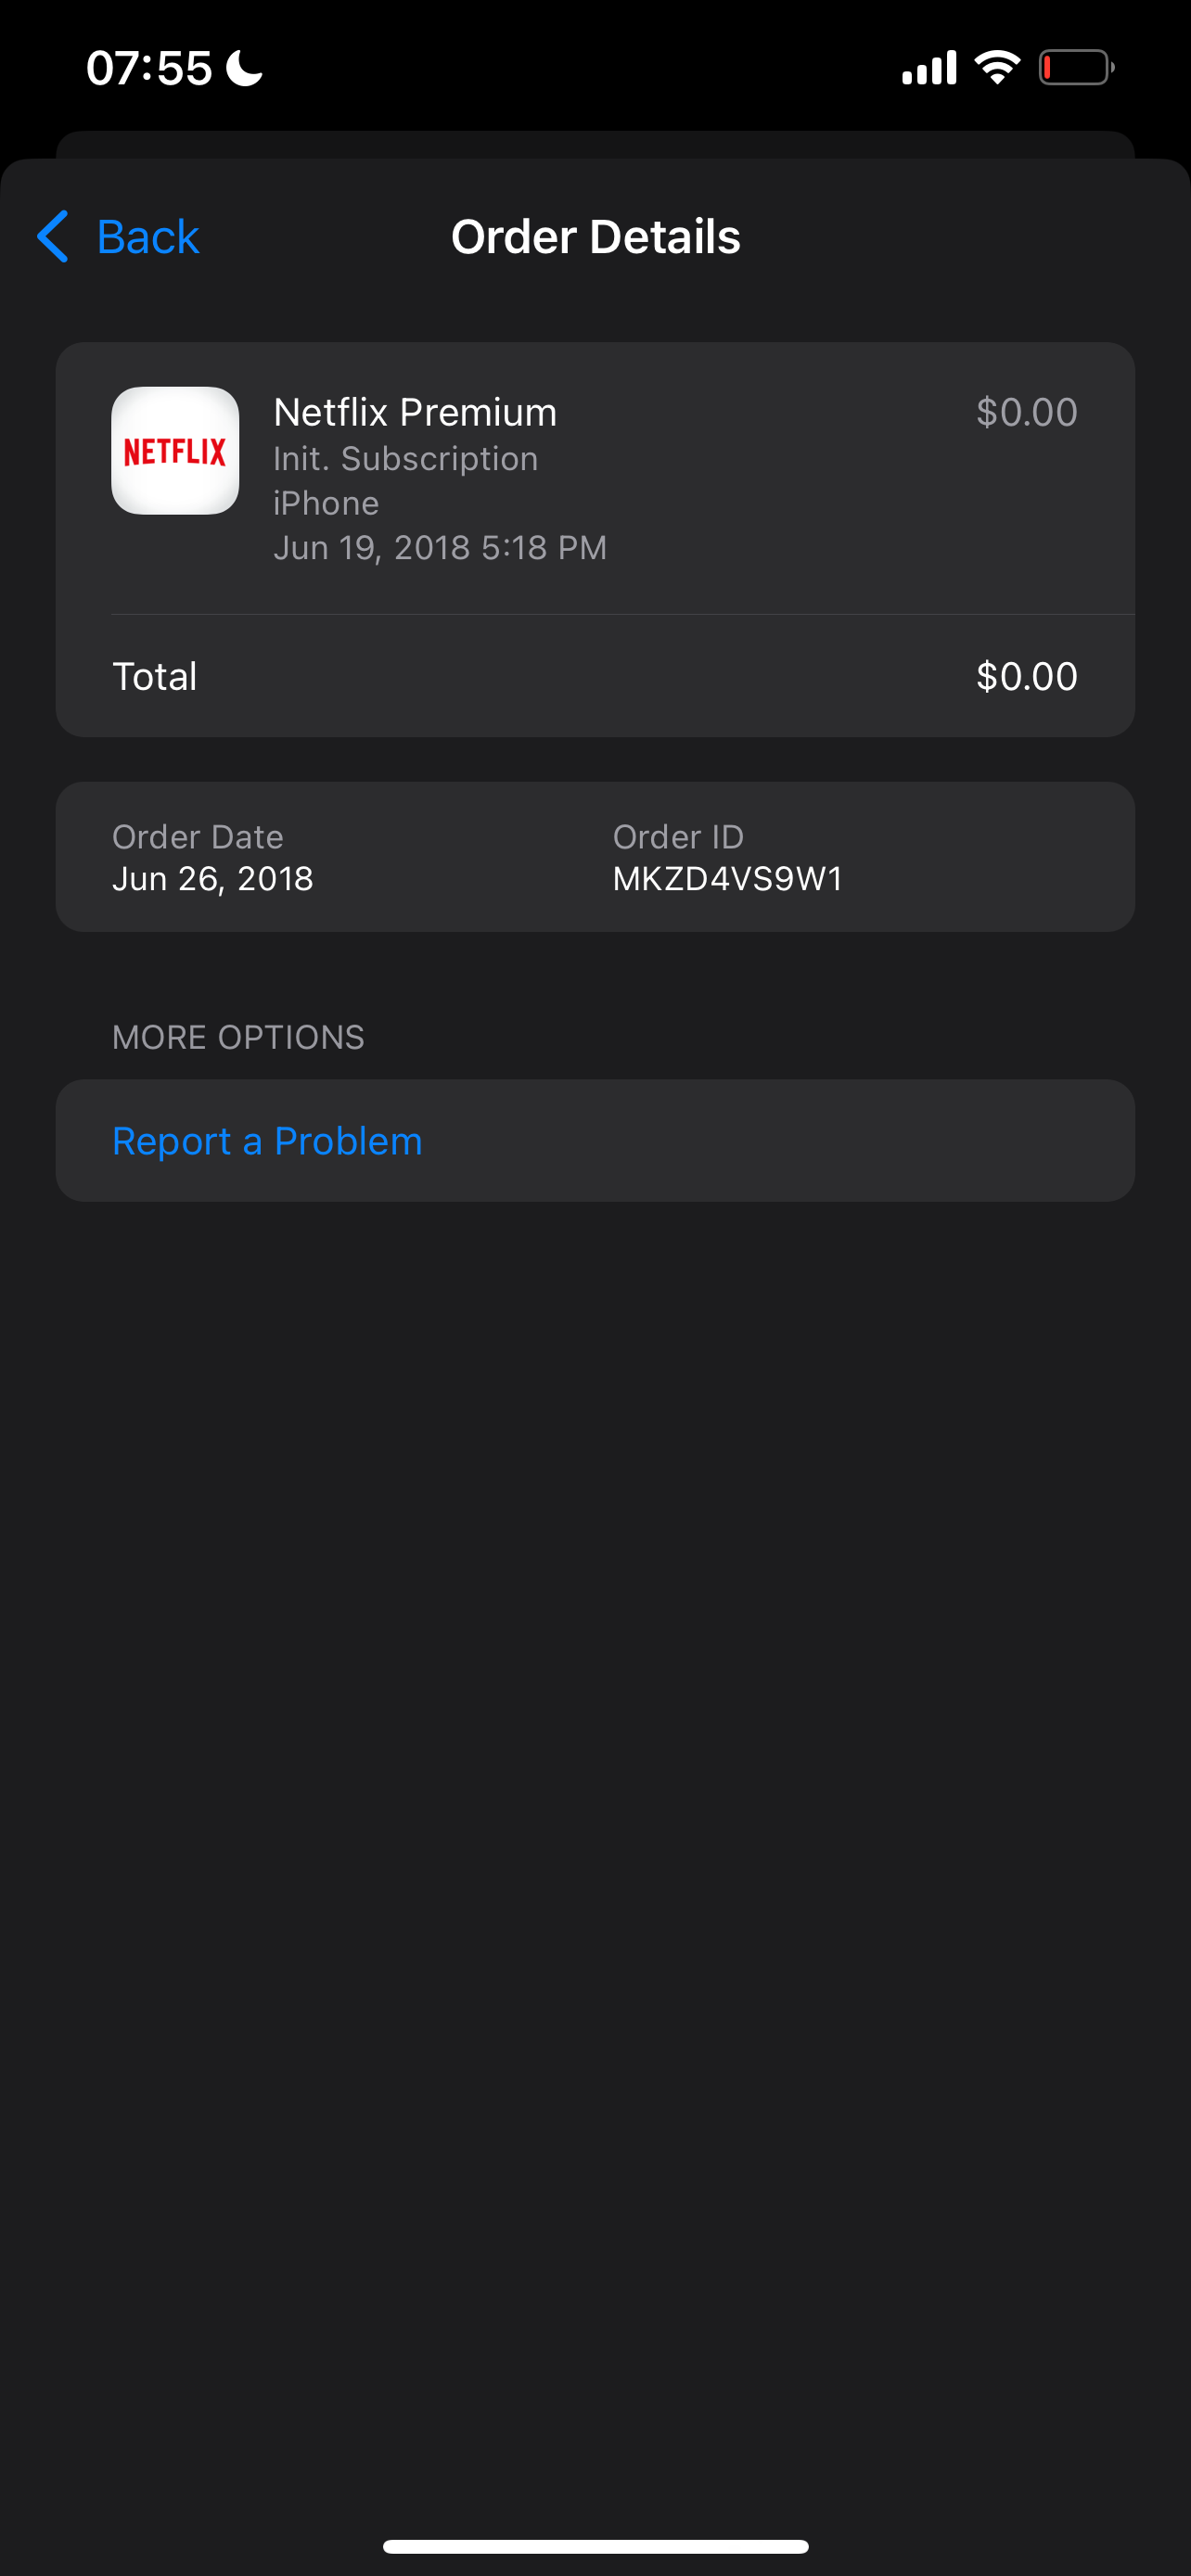 07:55
Back
Order Details
NETFLIX
Netflix Premium
$0.00
Init. Subscription
iPhone
Jun 19, 2018 5:18 PM
Total
$0.00
Order Date
Order ID
Jun 26, 2018
MKZD4VS9W1
MORE OPTIONS
Report a Problem